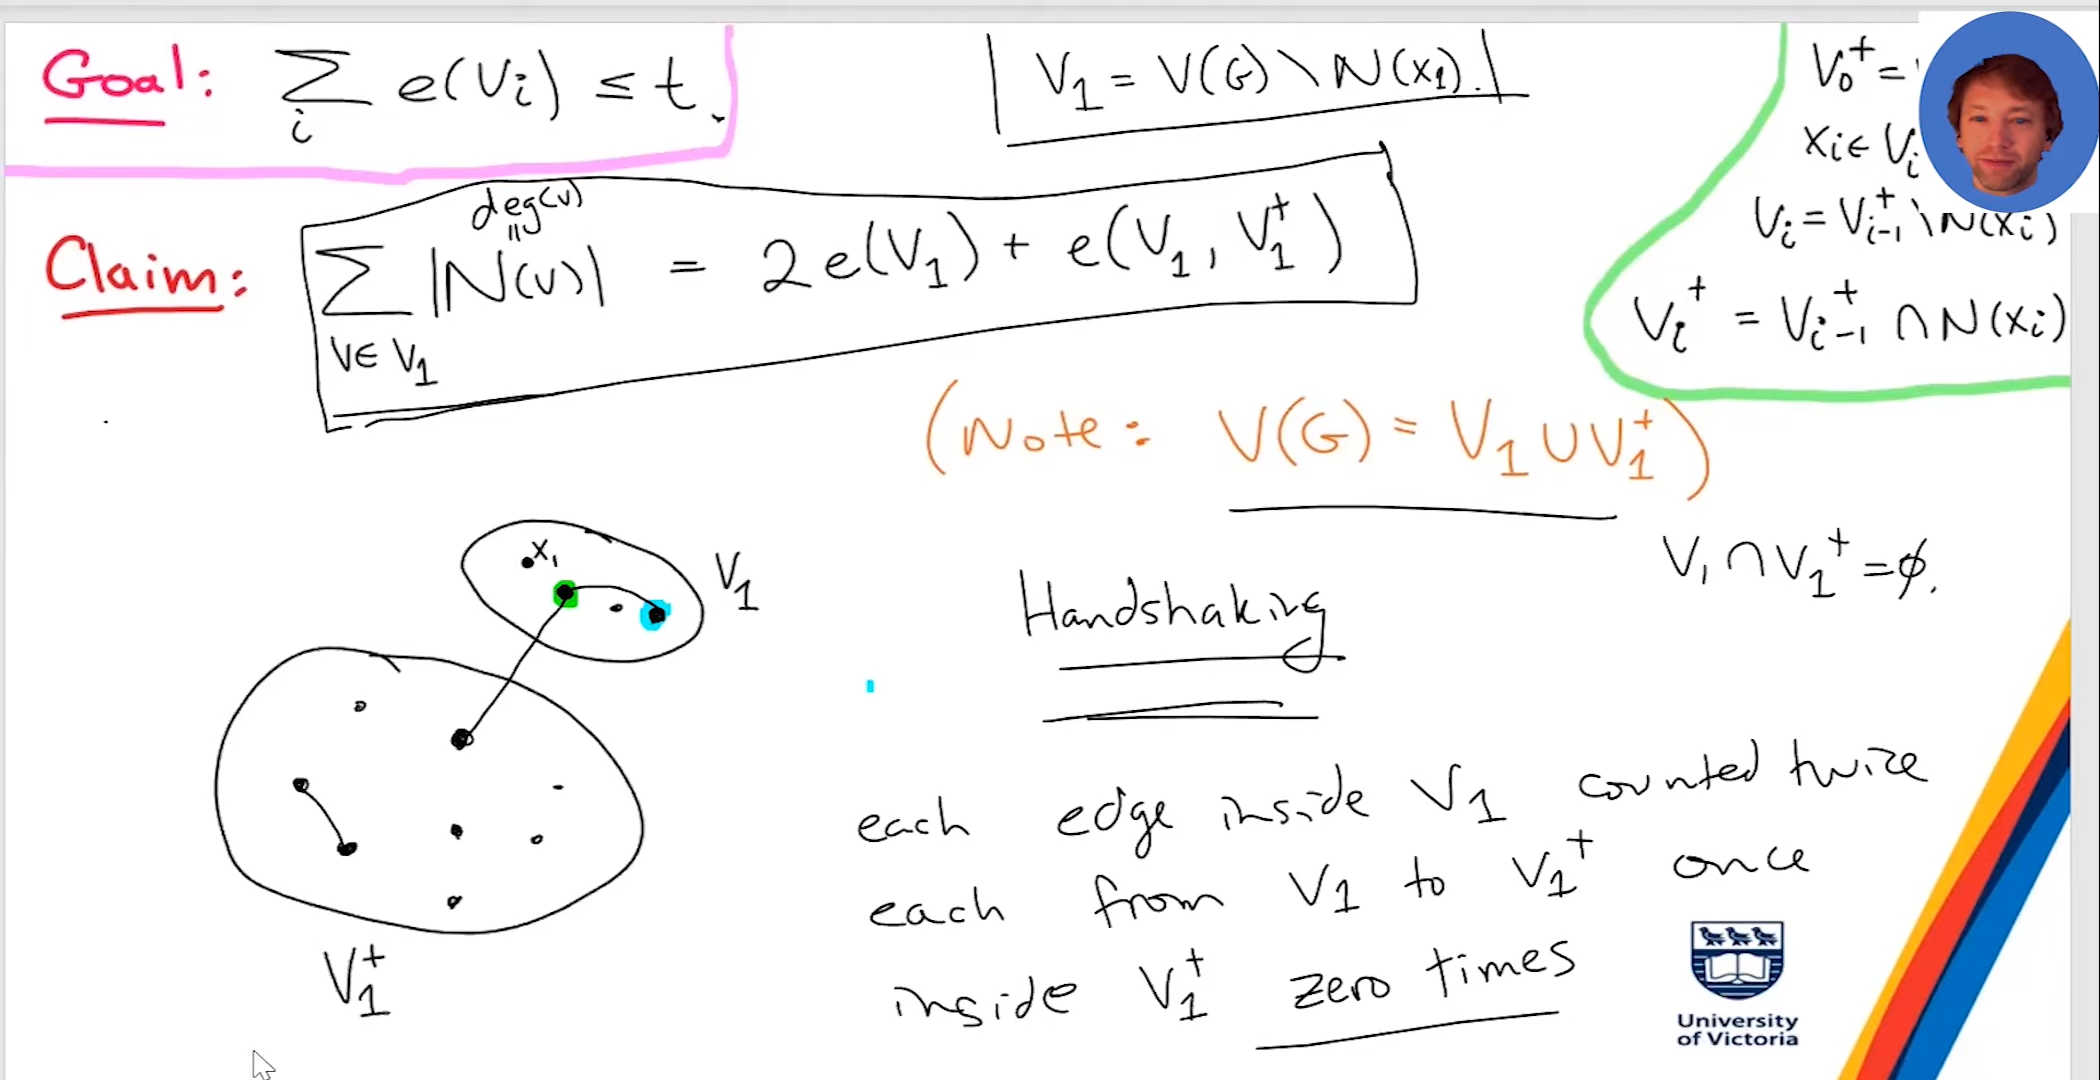 Goal: ∑ᵢ e(Vᵢ) ≤ t.
V₁ = V(G) \ N(x₁).
V₀⁺ =
xᵢ ∈ Vᵢ
Vᵢ = Vᵢ₋₁⁺ \ N(xᵢ)
Vᵢ⁺ = Vᵢ₋₁⁺ ∩ N(xᵢ)
deg(v)
=
Claim: ∑ |N(v)| = 2e(V₁) + e(V₁, V₁⁺)
v∈V₁
(Note: V(G) = V₁ ∪ V₁⁺)
V₁ ∩ V₁⁺ = ∅.
x₁
V₁
Handshaking
each edge inside V₁ counted twice
each from V₁ to V₁⁺ once
inside V₁⁺ zero times
V₁⁺
University
of Victoria